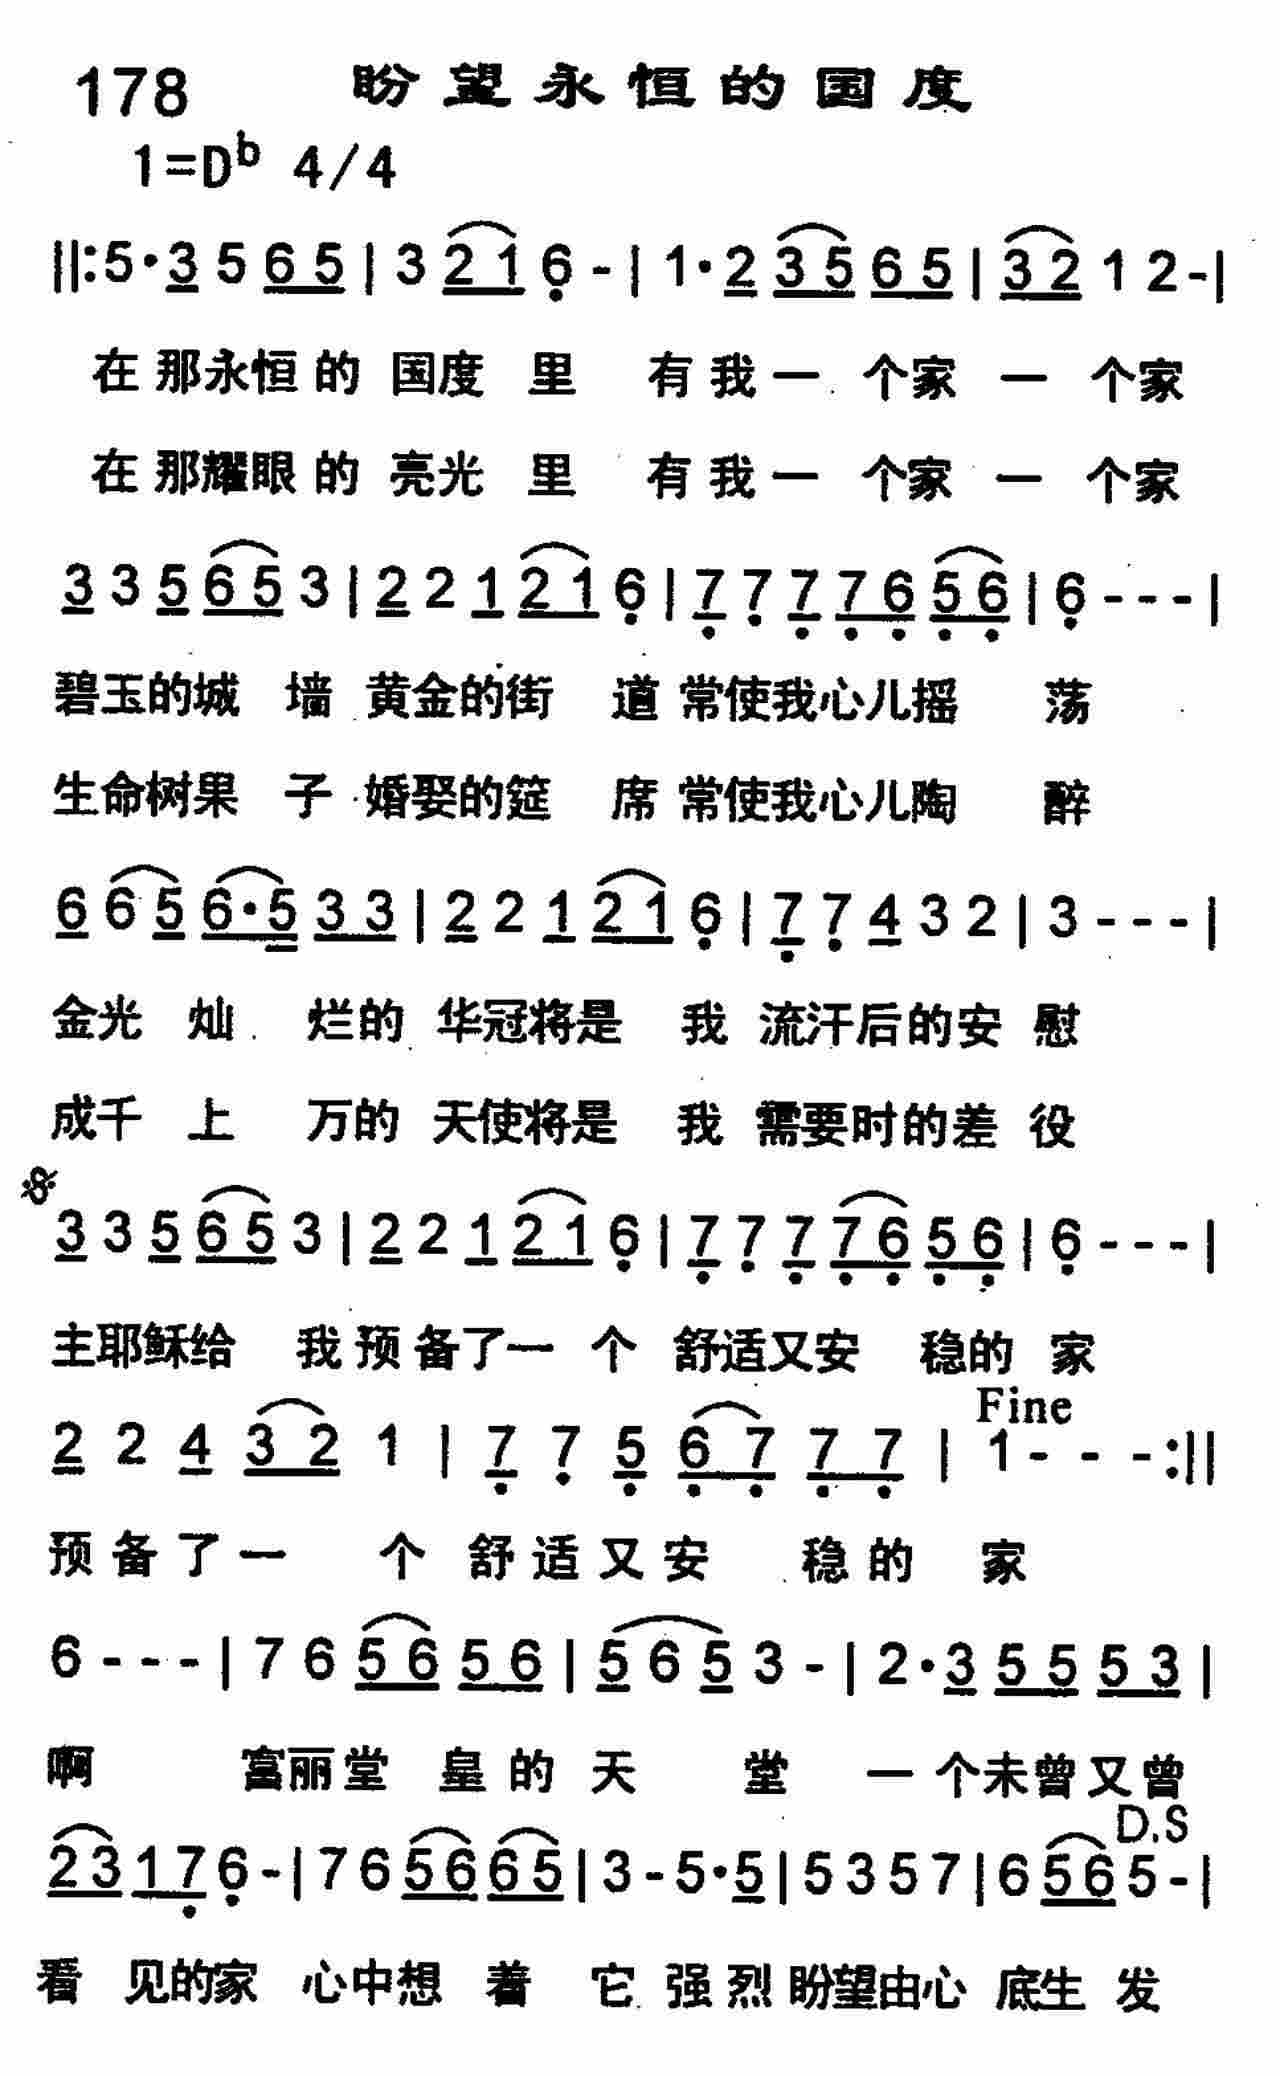 178 盼望永恒的国度
1=Db 4/4
||:5·3 5 6 5 | 3 2 1 6 - | 1·2 3 5 6 5 | 3 2 1 2 - |
在那永恒的 国度 里 有我一 个家 一 个家
在那耀眼的 亮光 里 有我一 个家 一 个家
3 3 5 6 5 3 | 2 2 1 2 1 6 | 7 7 7 7 6 5 6 | 6 - - - |
碧玉的城 墙 黄金的街 道 常使我心儿摇 荡
生命树果 子 婚娶的筵 席 常使我心儿陶 醉
6 6 5 6·5 3 3 | 2 2 1 2 1 6 | 7 7 4 3 2 | 3 - - - |
金光 灿 烂的 华冠将是 我 流汗后的安 慰
成千 上 万的 天使将是 我 需要时的差 役
3 3 5 6 5 3 | 2 2 1 2 1 6 | 7 7 7 7 6 5 6 | 6 - - - |
主耶稣给 我 预备了一 个 舒适又安 稳的 家
Fine
2 2 4 3 2 1 | 7 7 5 6 7 7 7 | 1 - - - :||
预备了一 个 舒适又安 稳的 家
6 - - - | 7 6 5 6 5 6 | 5 6 5 3 - | 2·3 5 5 5 3 |
啊 富丽堂 皇的天 堂 一个未曾又曾
D.S
2 3 1 7 6 - | 7 6 5 6 6 5 | 3 - 5·5 | 5 3 5 7 | 6 5 6 5 - |
看 见的家 心中想 着 它 强烈盼望由心 底生 发